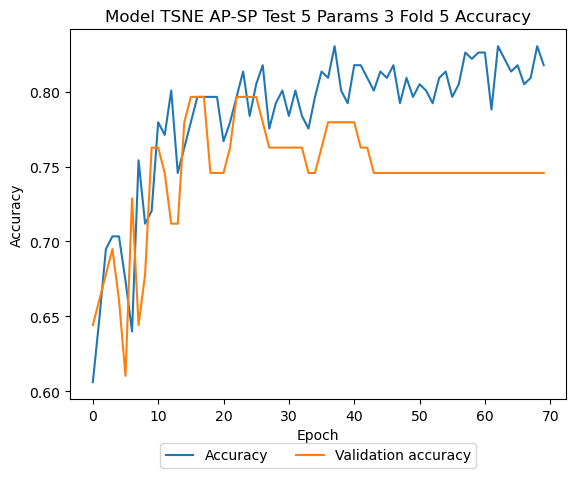 Model TSNE AP-SP Test 5 Params 3 Fold 5 Accuracy
0.80
0.75
0.70
0.65
0.60
Accuracy
0 10 20 30 40 50 60 70
Epoch
Accuracy Validation accuracy